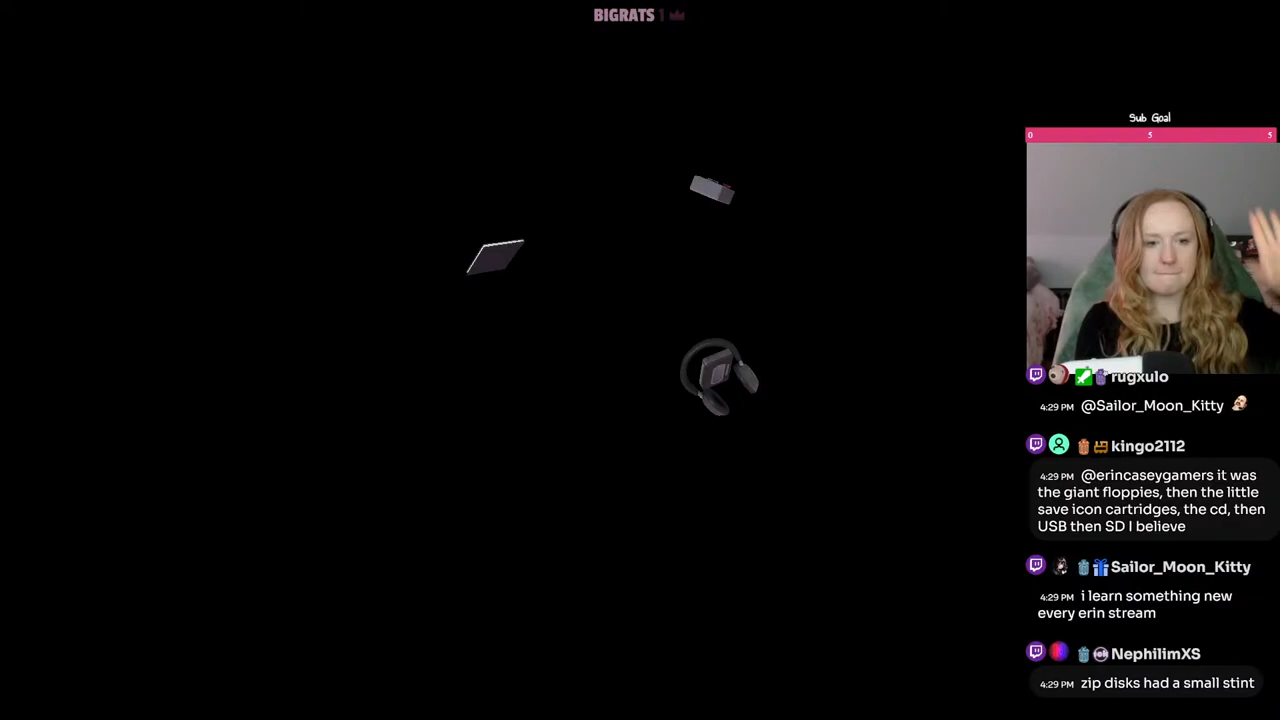 BIGRATS 1
Sub Goal
0 5 5
rugxulo
4:29 PM @Sailor_Moon_Kitty
kingo2112
4:29 PM @erincaseygamers it was
the giant floppies, then the little
save icon cartridges, the cd, then
USB then SD I believe
Sailor_Moon_Kitty
4:29 PM i learn something new
every erin stream
NephilimXS
4:29 PM zip disks had a small stint